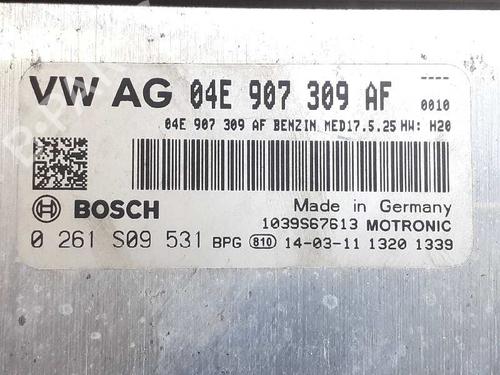 VW AG 04E 907 309 AF
----
0010
04E 907 309 AF BENZIN MED17.5.25 HW: H20
BOSCH
Made in Germany
1039S67613 MOTRONIC
0 261 S09 531 BPG 810 14-03-11 1320 1339